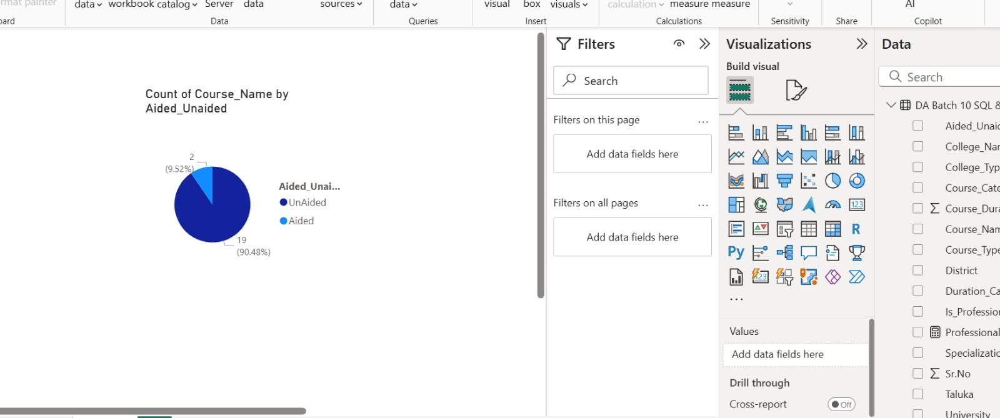 rmat painter
data
workbook catalog
Server
data
sources
data
visual
box
visuals
calculation
measure measure
AI
oard
Data
Queries
Insert
Calculations
Sensitivity
Share
Copilot
Count of Course_Name by
Aided_Unaided
2
(9.52%)
19
(90.48%)
Aided_Unai...
UnAided
Aided
Filters
Search
Filters on this page
...
Add data fields here
Filters on all pages
...
Add data fields here
Visualizations
Build visual
123
R
Py
123
...
Values
Add data fields here
Drill through
Cross-report
Off
Data
Search
DA Batch 10 SQL &
Aided_Unaid
College_Nar
College_Typ
Course_Cate
Course_Dura
Course_Nam
Course_Type
District
Duration_Ca
Is_Profession
Professional
Specializatio
Sr.No
Taluka
University